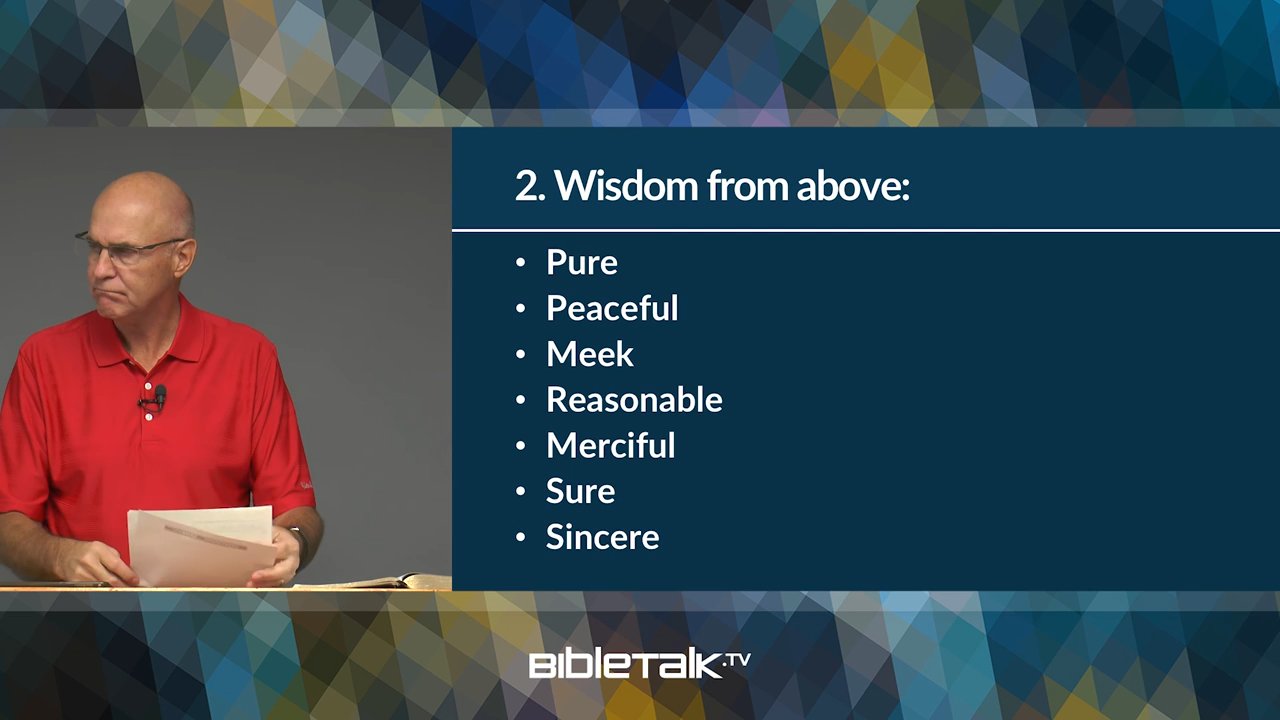 2. Wisdom from above:
• Pure
• Peaceful
• Meek
• Reasonable
• Merciful
• Sure
• Sincere
BibleTalk.TV